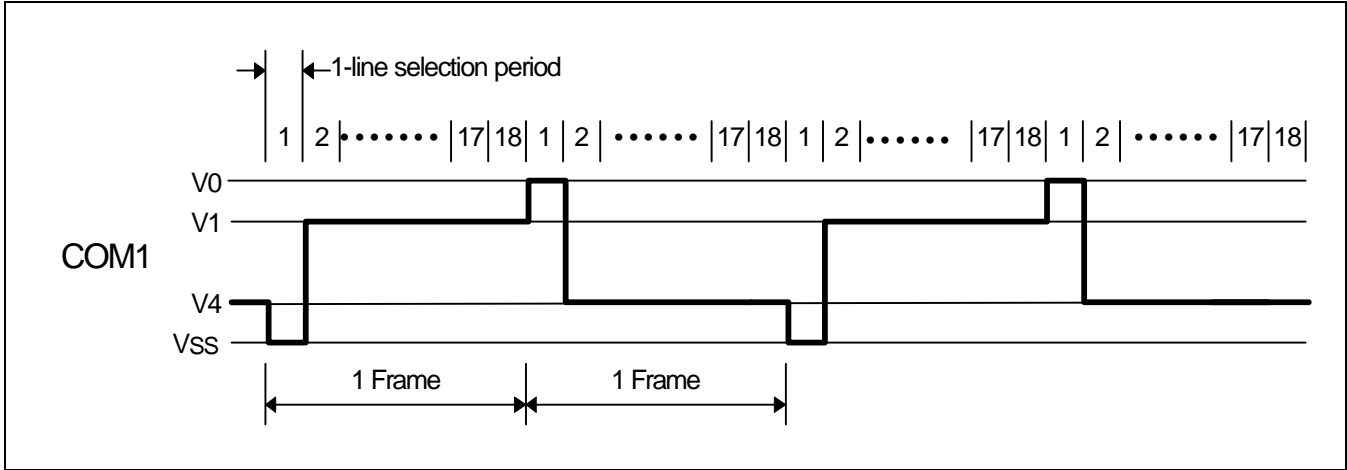 1-line selection period
1 2 ••••••• 17 18 1 2 •••••• 17 18 1 2 •••••• 17 18 1 2 •••••• 17 18
V0
V1
COM1
V4
VSS
1 Frame 1 Frame